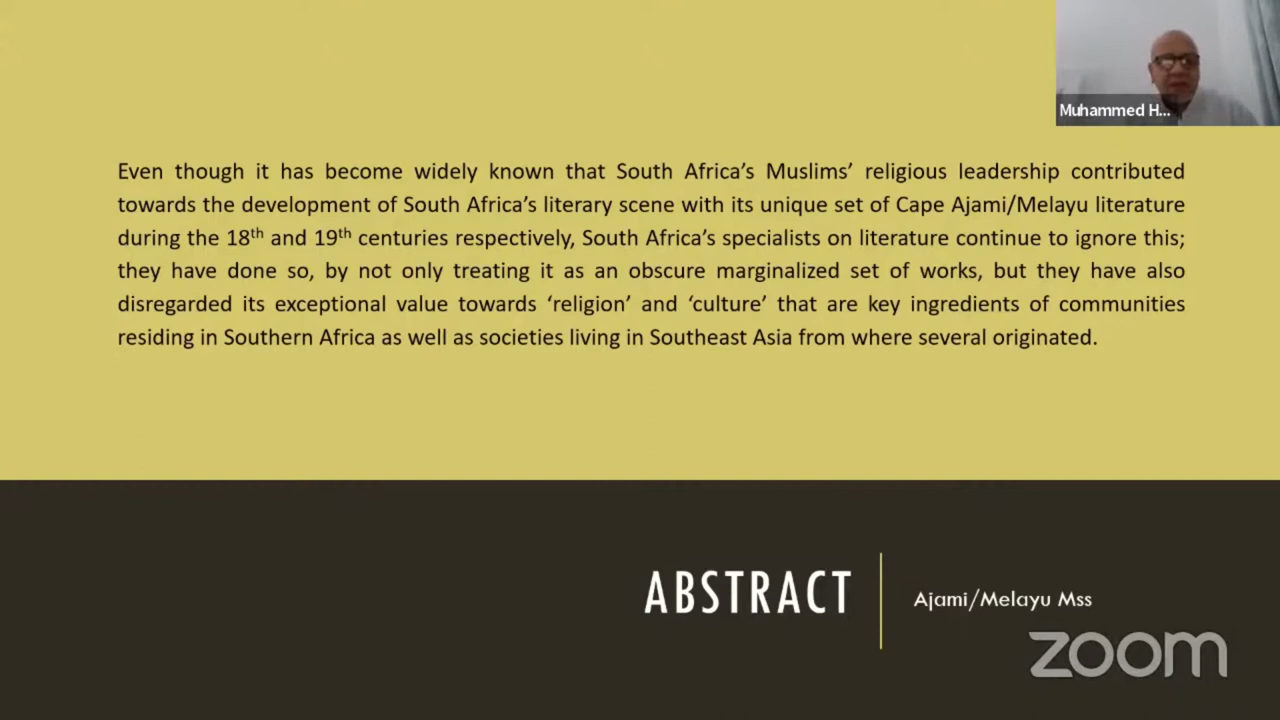 Muhammed H...
Even though it has become widely known that South Africa's Muslims' religious leadership contributed
towards the development of South Africa's literary scene with its unique set of Cape Ajami/Melayu literature
during the 18th and 19th centuries respectively, South Africa's specialists on literature continue to ignore this;
they have done so, by not only treating it as an obscure marginalized set of works, but they have also
disregarded its exceptional value towards ‘religion’ and ‘culture’ that are key ingredients of communities
residing in Southern Africa as well as societies living in Southeast Asia from where several originated.
ABSTRACT
Ajami/Melayu Mss
zoom